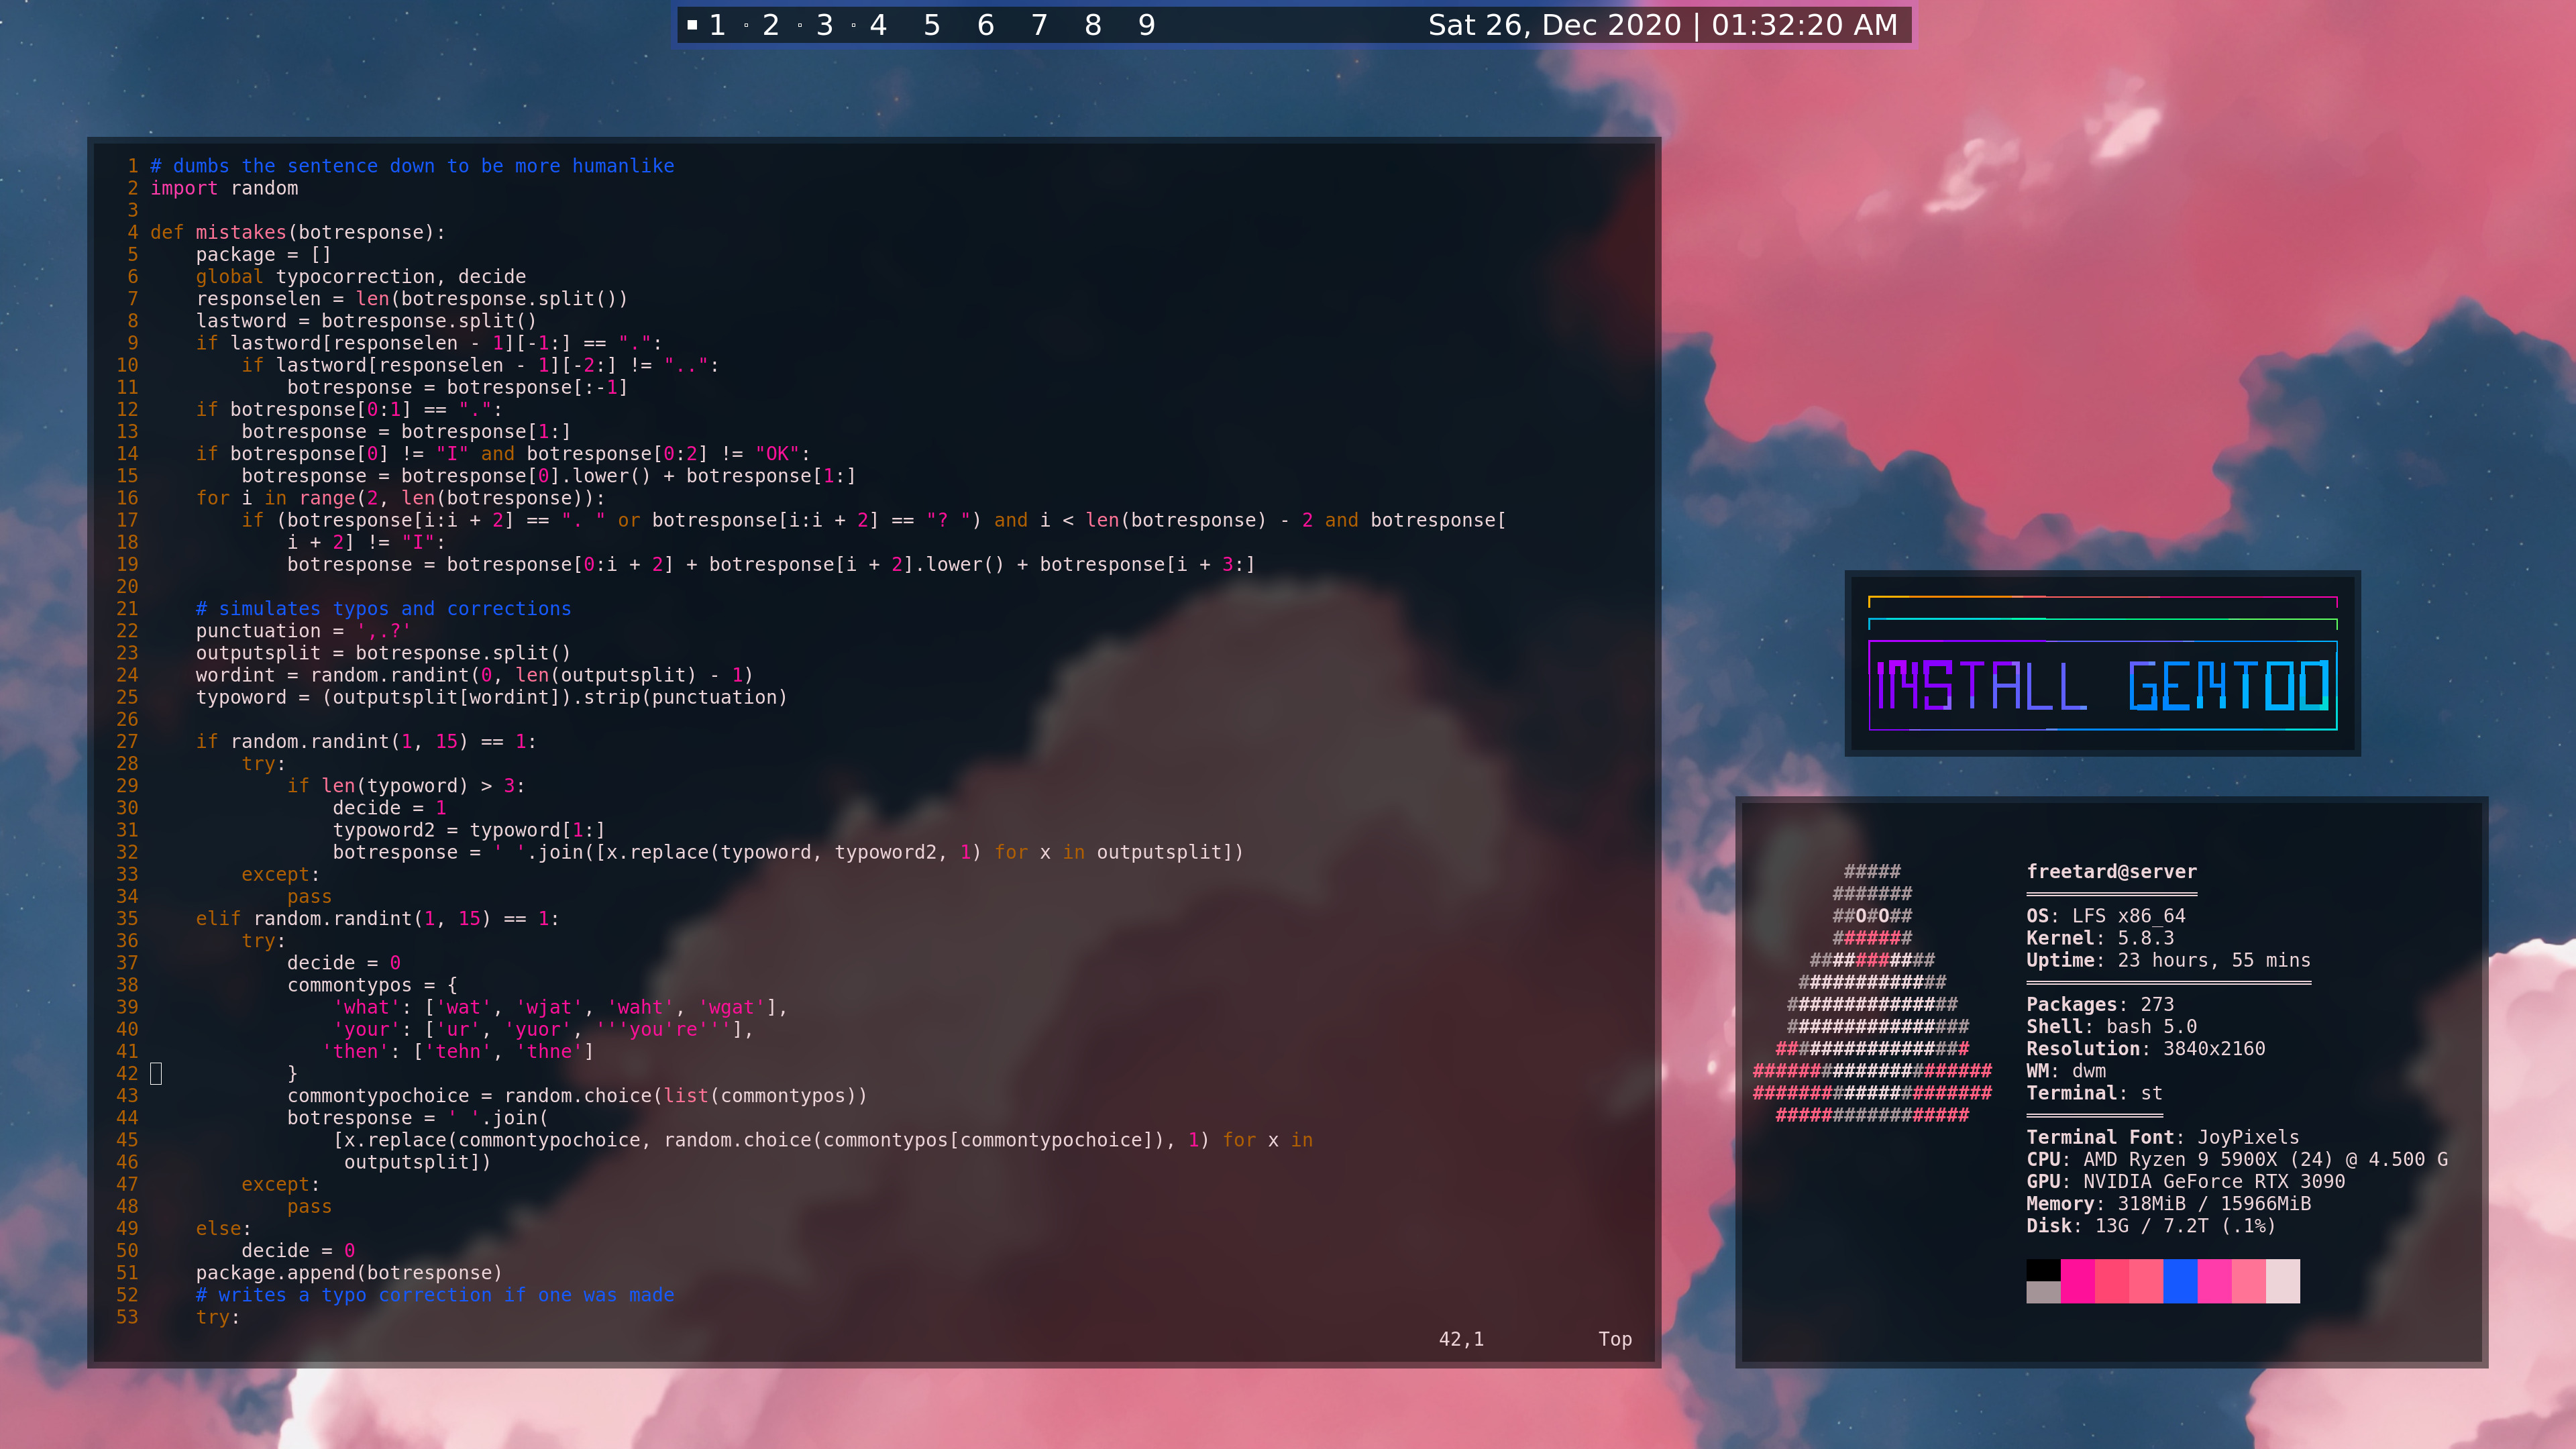 1 2 3 4 5 6 7 8 9 Sat 26, Dec 2020 | 01:32:20 AM
1 # dumbs the sentence down to be more humanlike
2 import random
3
4 def mistakes(botresponse):
5     package = []
6     global typocorrection, decide
7     responselen = len(botresponse.split())
8     lastword = botresponse.split()
9     if lastword[responselen - 1][-1:] == ".":
10         if lastword[responselen - 1][-2:] != "..":
11             botresponse = botresponse[:-1]
12     if botresponse[0:1] == ".":
13         botresponse = botresponse[1:]
14     if botresponse[0] != "I" and botresponse[0:2] != "OK":
15         botresponse = botresponse[0].lower() + botresponse[1:]
16     for i in range(2, len(botresponse)):
17         if (botresponse[i:i + 2] == ". " or botresponse[i:i + 2] == "? ") and i < len(botresponse) - 2 and botresponse[
18             i + 2] != "I":
19             botresponse = botresponse[0:i + 2] + botresponse[i + 2].lower() + botresponse[i + 3:]
20
21     # simulates typos and corrections
22     punctuation = ',.?'
23     outputsplit = botresponse.split()
24     wordint = random.randint(0, len(outputsplit) - 1)
25     typoword = (outputsplit[wordint]).strip(punctuation)
26
27     if random.randint(1, 15) == 1:
28         try:
29             if len(typoword) > 3:
30                 decide = 1
31                 typoword2 = typoword[1:]
32                 botresponse = ' '.join([x.replace(typoword, typoword2, 1) for x in outputsplit])
33         except:
34             pass
35     elif random.randint(1, 15) == 1:
36         try:
37             decide = 0
38             commontypos = {
39                 'what': ['wat', 'wjat', 'waht', 'wgat'],
40                 'your': ['ur', 'yuor', '''you're'''],
41                'then': ['tehn', 'thne']
42             }
43             commontypochoice = random.choice(list(commontypos))
44             botresponse = ' '.join(
45                 [x.replace(commontypochoice, random.choice(commontypos[commontypochoice]), 1) for x in
46                  outputsplit])
47         except:
48             pass
49     else:
50         decide = 0
51     package.append(botresponse)
52     # writes a typo correction if one was made
53     try:
42,1 Top
INSTALL GENTOO
#####
#######
##O#O##
#######
###########
#############
###############
################
#################
#####################
#####################
#################
freetard@server
OS: LFS x86_64
Kernel: 5.8.3
Uptime: 23 hours, 55 mins
Packages: 273
Shell: bash 5.0
Resolution: 3840x2160
WM: dwm
Terminal: st
Terminal Font: JoyPixels
CPU: AMD Ryzen 9 5900X (24) @ 4.500 G
GPU: NVIDIA GeForce RTX 3090
Memory: 318MiB / 15966MiB
Disk: 13G / 7.2T (.1%)